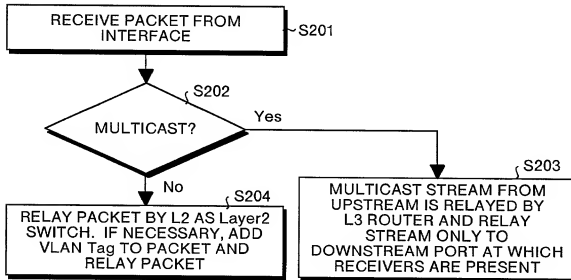 RECEIVE PACKET FROM
INTERFACE
S201
S202
MULTICAST?
Yes
No
S203
MULTICAST STREAM FROM
UPSTREAM IS RELAYED BY
L3 ROUTER AND RELAY
STREAM ONLY TO
DOWNSTREAM PORT AT WHICH
RECEIVERS ARE PRESENT
S204
RELAY PACKET BY L2 AS Layer2
SWITCH. IF NECESSARY, ADD
VLAN Tag TO PACKET AND
RELAY PACKET